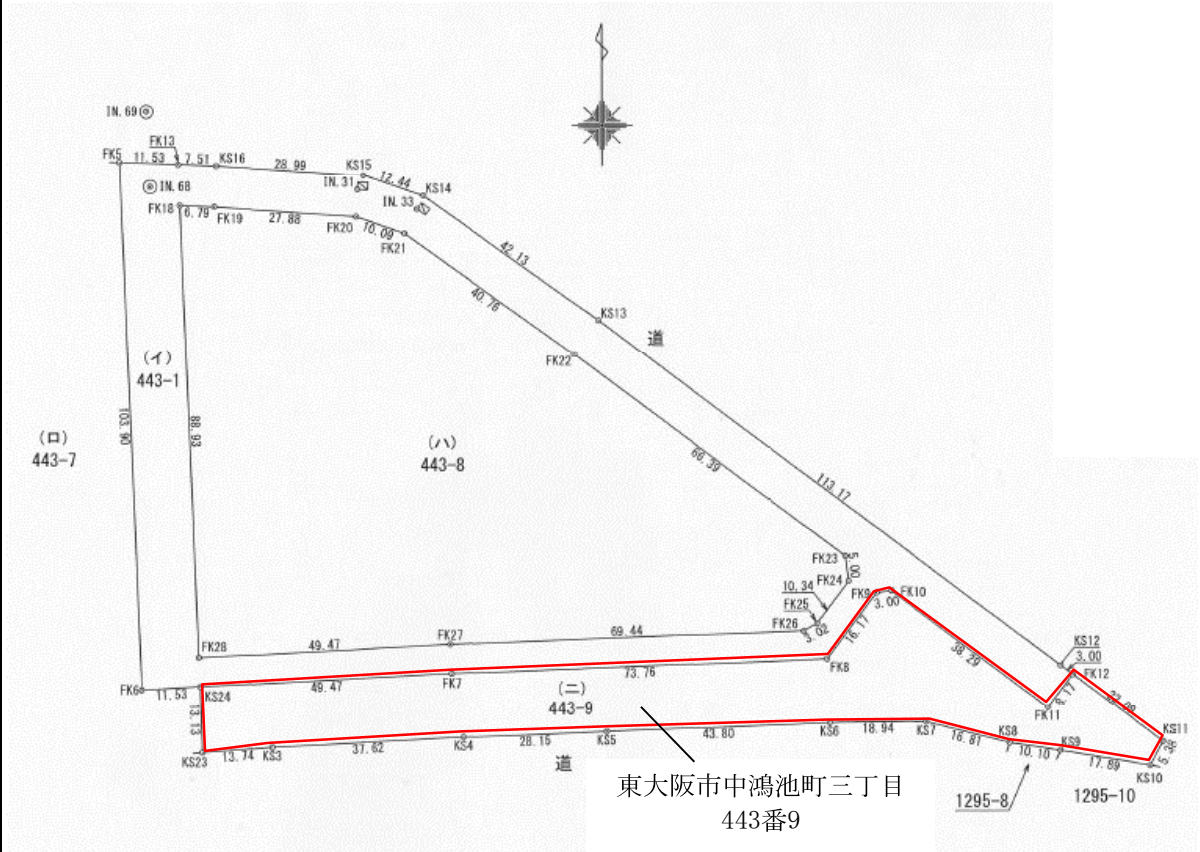 IN.69
FK13
FK5
11.53
7.51
KS16
28.99
KS15
12.44
KS14
IN.68
IN.31
IN.33
FK18
6.79
FK19
27.88
FK20
10.09
FK21
42.13
40.76
KS13
道
FK22
(イ)
443-1
103.90
88.93
(ロ)
443-7
(ハ)
443-8
66.39
113.17
FK23
5.00
FK24
10.34
FK25
FK26
3.02
FK9
FK10
3.00
16.17
38.29
FK28
49.47
FK27
69.44
KS12
3.00
FK12
FK8
FK6
11.53
KS24
49.47
FK7
73.76
FK11
13.13
(ニ)
443-9
KS11
5.36
KS23
13.74
KS3
37.62
KS4
28.15
KS5
43.80
KS6
18.94
KS7
16.81
KS8
10.10
KS9
17.89
KS10
道
東大阪市中鴻池町三丁目
443番9
1295-8
1295-10